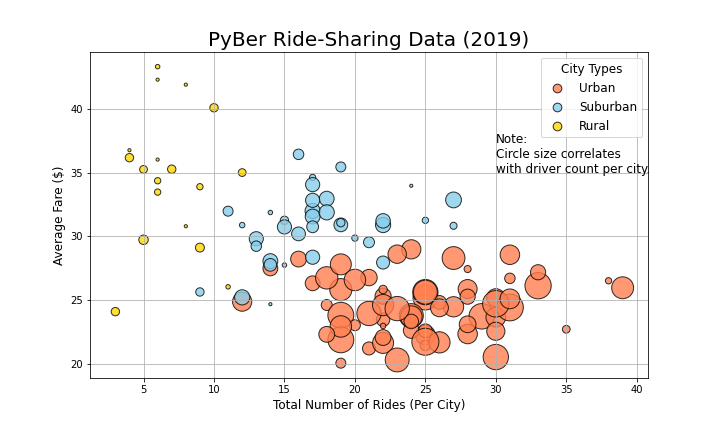 PyBer Ride-Sharing Data (2019)
City Types
Urban
Suburban
Rural
Note:
Circle size correlates
with driver count per city.
Average Fare ($)
40
35
30
25
20
5 10 15 20 25 30 35 40
Total Number of Rides (Per City)